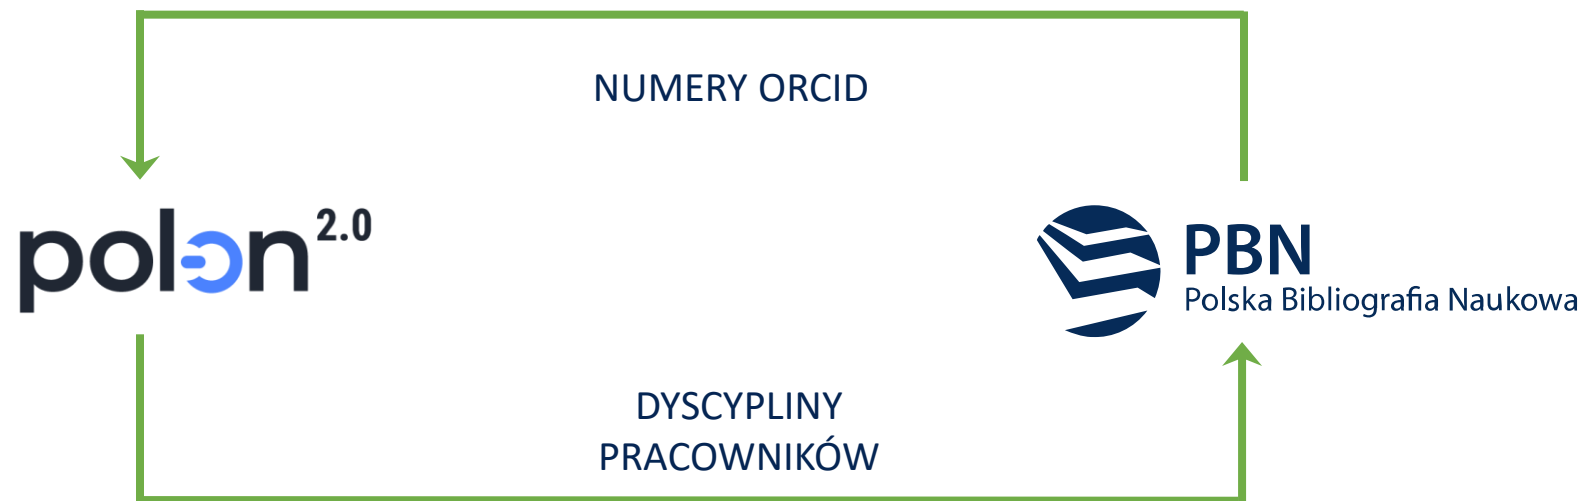 NUMERY ORCID
polon 2.0
PBN
Polska Bibliografia Naukowa
DYSCYPLINY
PRACOWNIKÓW